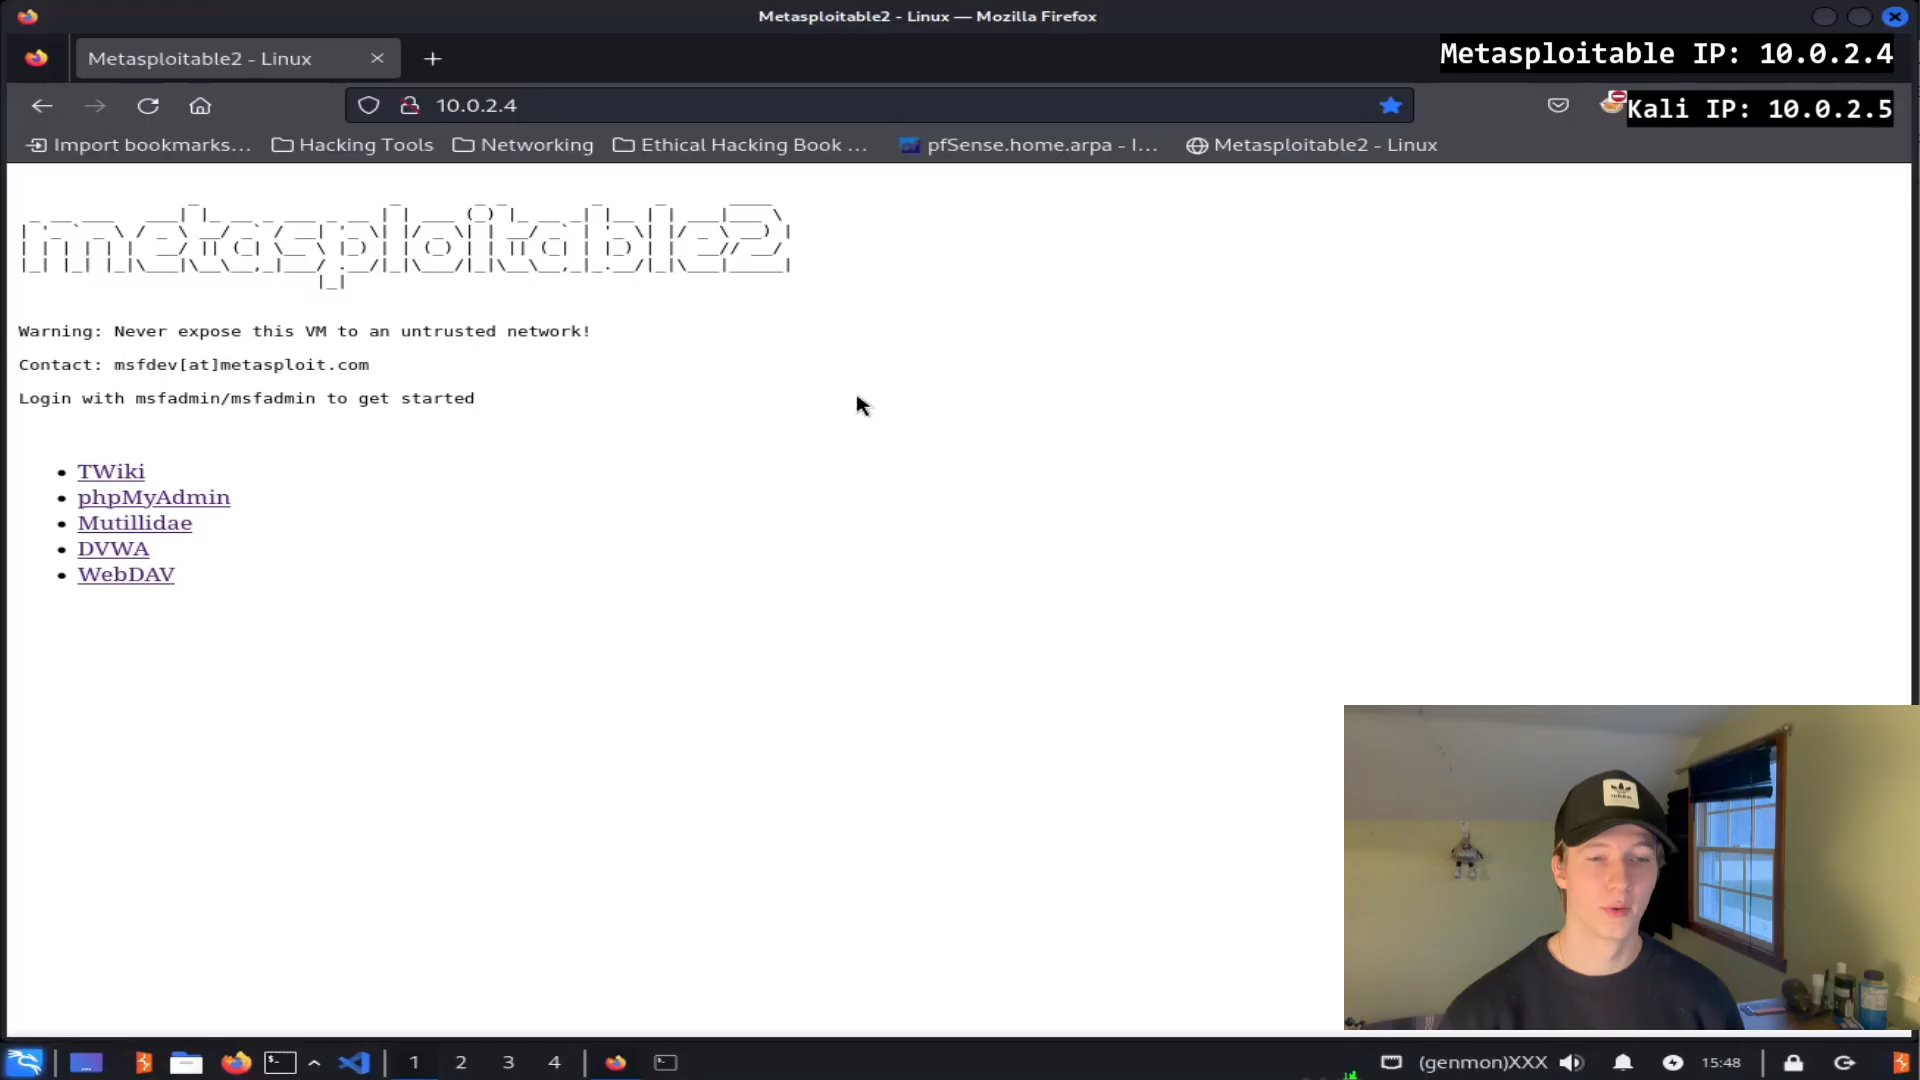 Metasploitable2 - Linux — Mozilla Firefox
Metasploitable2 - Linux
Metasploitable IP: 10.0.2.4
10.0.2.4
Kali IP: 10.0.2.5
Import bookmarks...
Hacking Tools
Networking
Ethical Hacking Book ...
pfSense.home.arpa - I...
Metasploitable2 - Linux
metasploitable2
Warning: Never expose this VM to an untrusted network!
Contact: msfdev[at]metasploit.com
Login with msfadmin/msfadmin to get started
TWiki
phpMyAdmin
Mutillidae
DVWA
WebDAV
1 2 3 4
(genmon)XXX
15:48